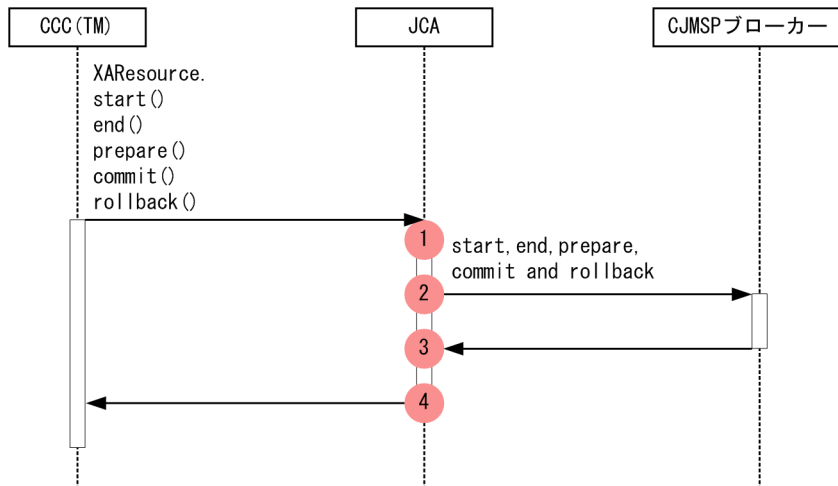 CCC(TM)
JCA
CJMSPブローカー
XAResource.
start()
end()
prepare()
commit()
rollback()
1
start,end,prepare,
commit and rollback
2
3
4